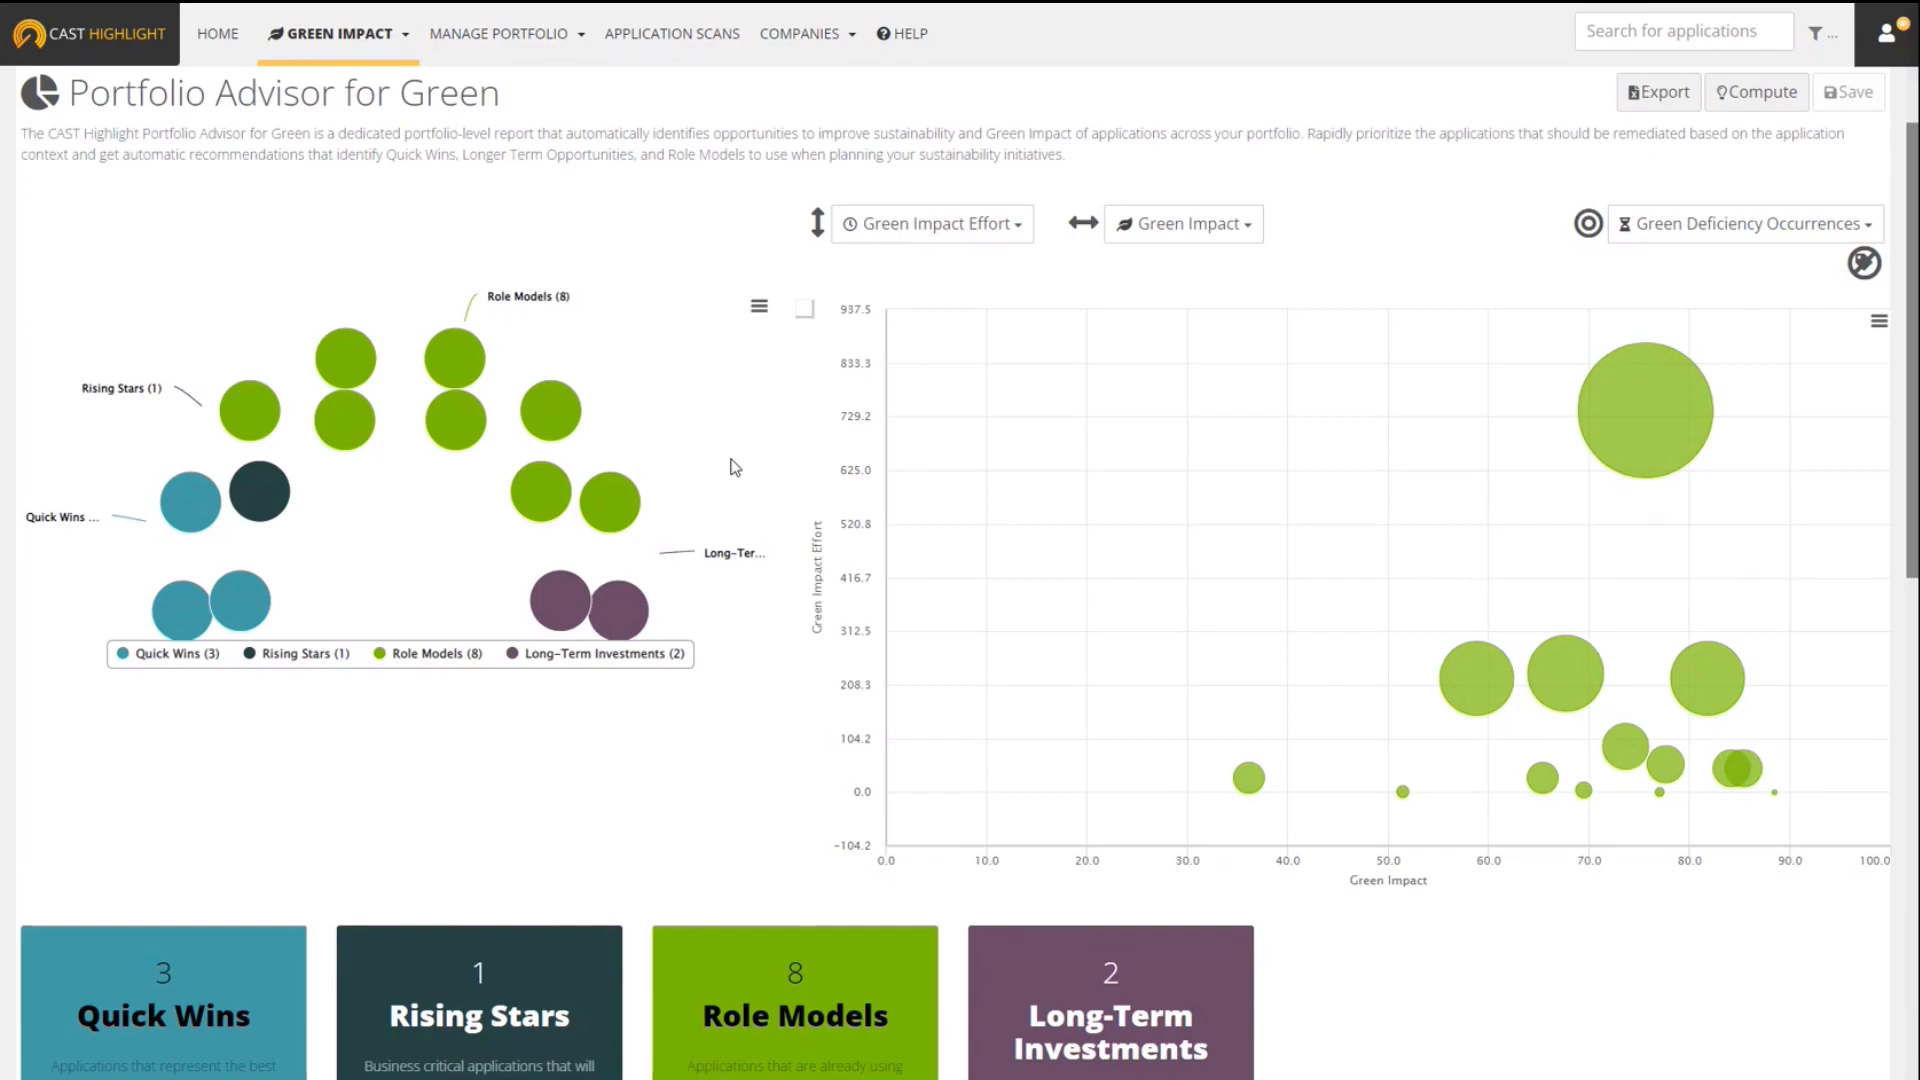 CAST HIGHLIGHT
HOME
GREEN IMPACT
MANAGE PORTFOLIO
APPLICATION SCANS
COMPANIES
HELP
Search for applications
...
Portfolio Advisor for Green
Export
Compute
Save
The CAST Highlight Portfolio Advisor for Green is a dedicated portfolio-level report that automatically identifies opportunities to improve sustainability and Green Impact of applications across your portfolio. Rapidly prioritize the applications that should be remediated based on the application
context and get automatic recommendations that identify Quick Wins, Longer Term Opportunities, and Role Models to use when planning your sustainability initiatives.
Green Impact Effort
Green Impact
Green Deficiency Occurrences
Role Models (8)
Rising Stars (1)
Quick Wins ...
Long-Ter...
Quick Wins (3)
Rising Stars (1)
Role Models (8)
Long-Term Investments (2)
937.5
833.3
729.2
625.0
520.8
416.7
312.5
208.3
104.2
0.0
-104.2
Green Impact Effort
0.0
10.0
20.0
30.0
40.0
50.0
60.0
70.0
80.0
90.0
100.0
Green Impact
3
Quick Wins
Applications that represent the best
1
Rising Stars
Business critical applications that will
8
Role Models
Applications that are already using
2
Long-Term
Investments